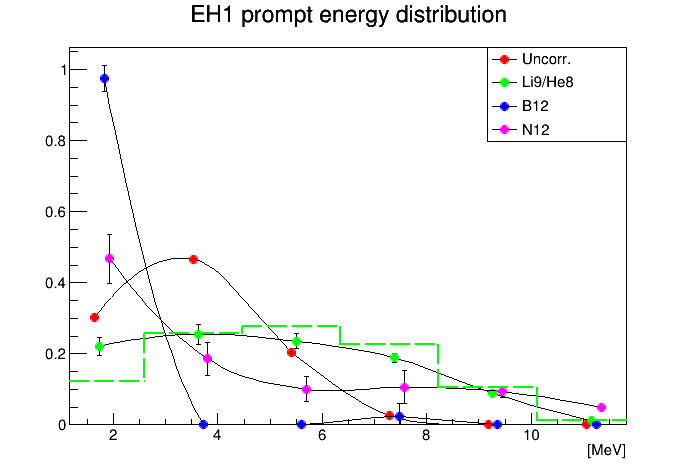 EH1 prompt energy distribution
Uncorr.
Li9/He8
B12
N12
1
0.8
0.6
0.4
0.2
0
2 4 6 8 10
[MeV]